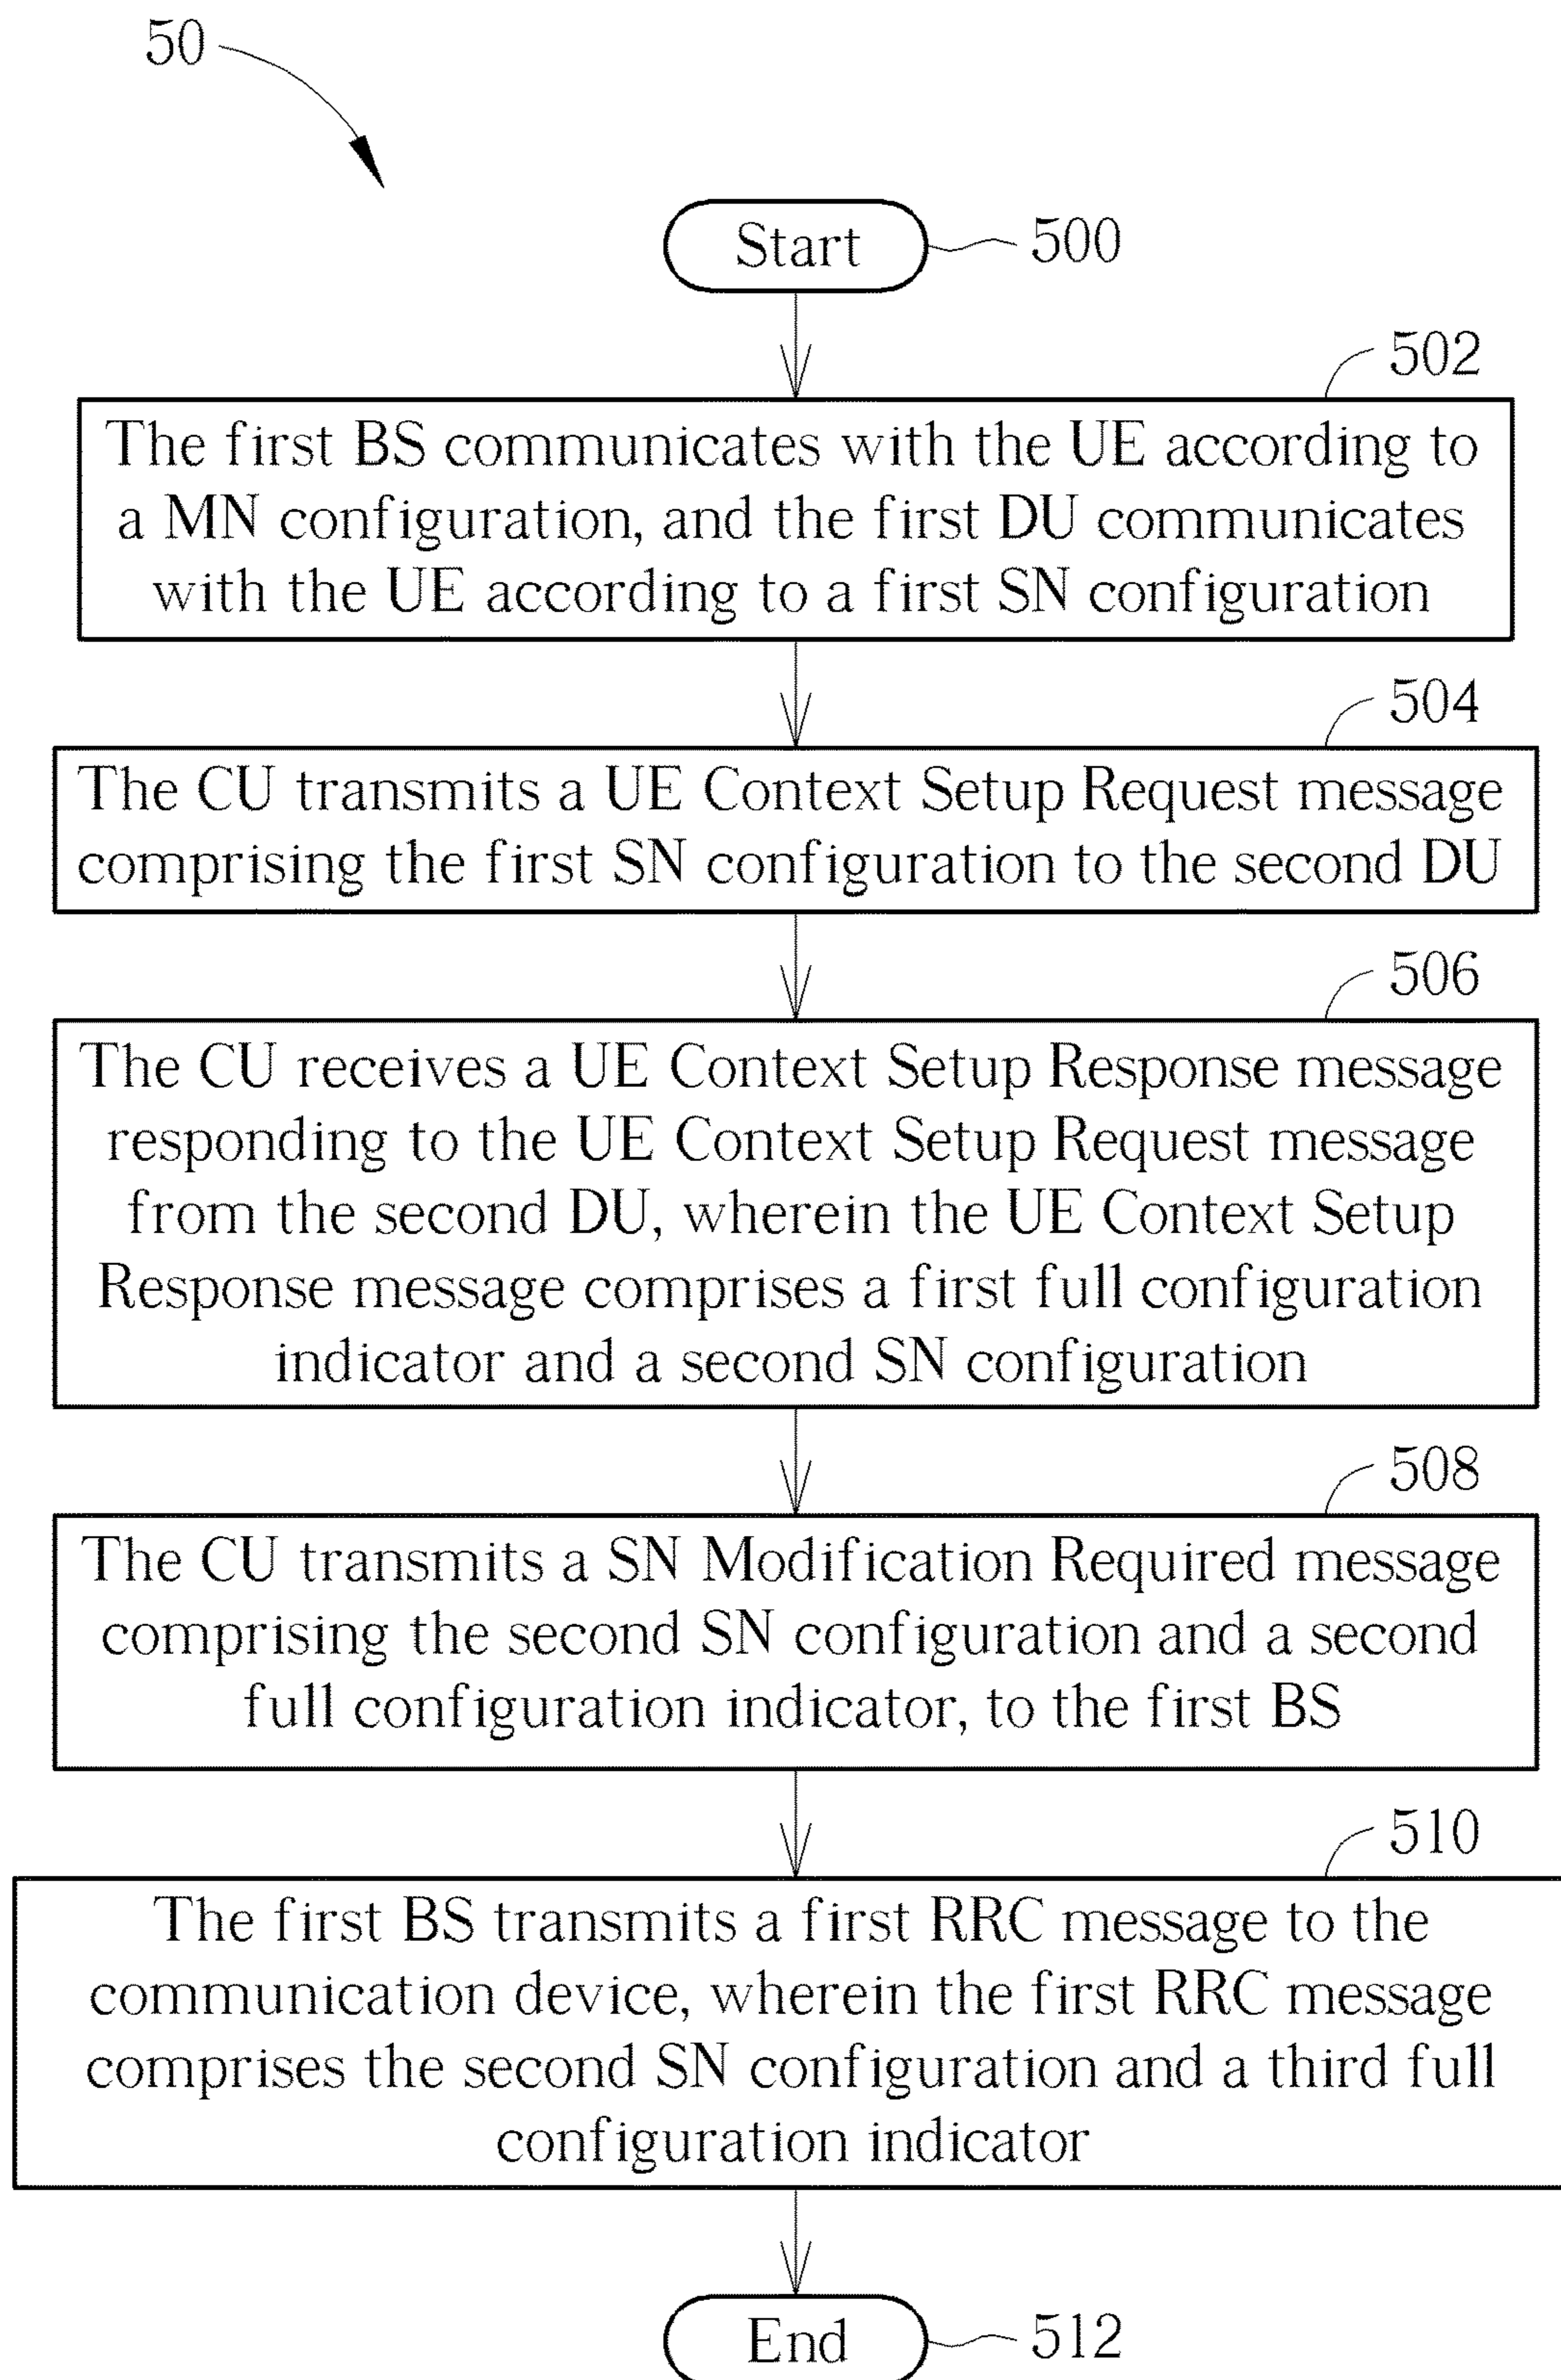 50
Start
500
502
The first BS communicates with the UE according to
a MN configuration, and the first DU communicates
with the UE according to a first SN configuration
504
The CU transmits a UE Context Setup Request message
comprising the first SN configuration to the second DU
506
The CU receives a UE Context Setup Response message
responding to the UE Context Setup Request message
from the second DU, wherein the UE Context Setup
Response message comprises a first full configuration
indicator and a second SN configuration
508
The CU transmits a SN Modification Required message
comprising the second SN configuration and a second
full configuration indicator, to the first BS
510
The first BS transmits a first RRC message to the
communication device, wherein the first RRC message
comprises the second SN configuration and a third full
configuration indicator
End
512